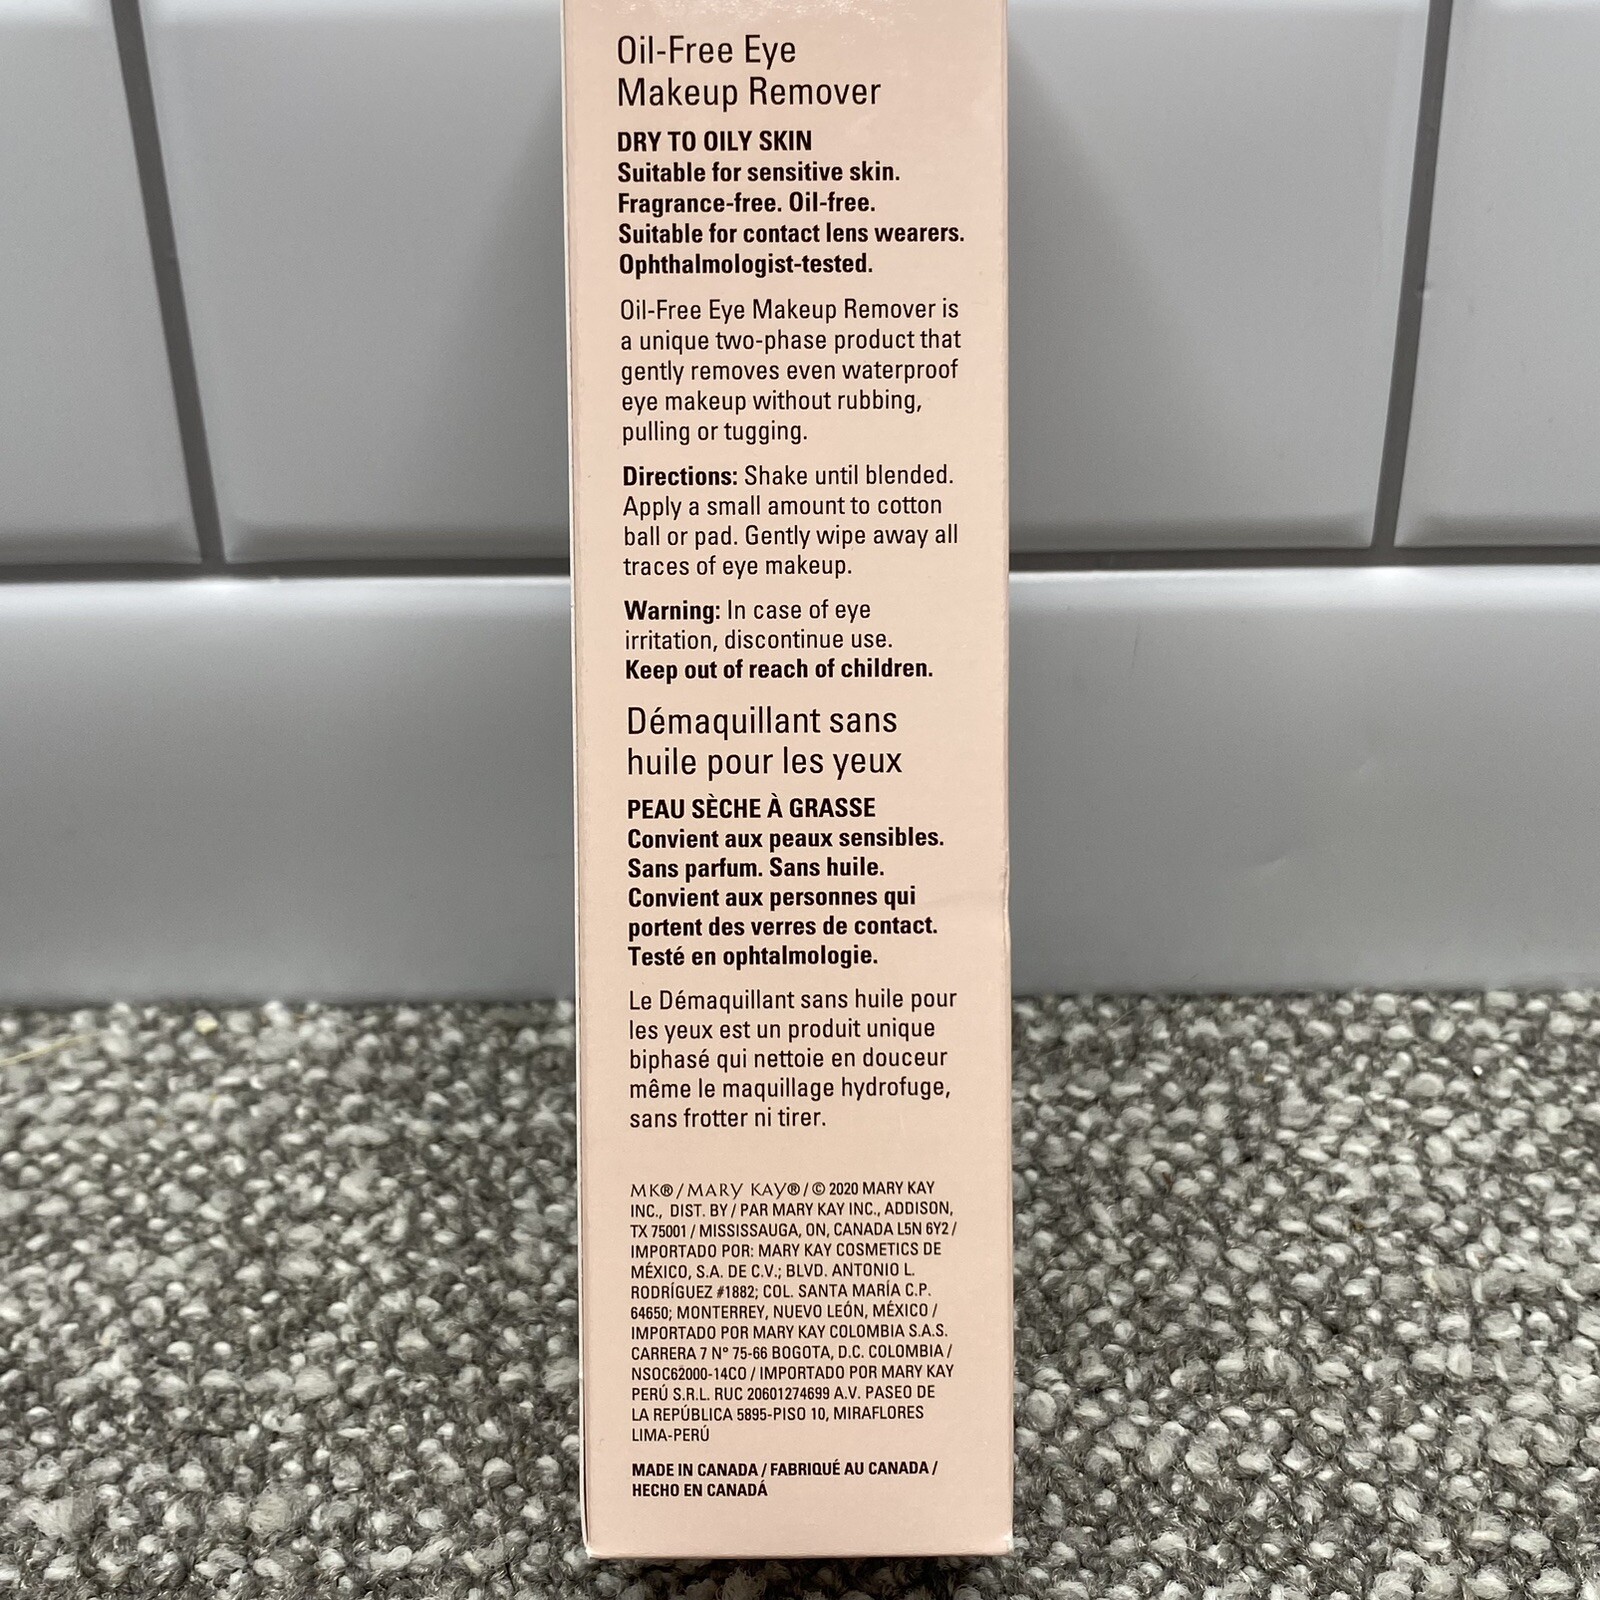 Oil-Free Eye
Makeup Remover
DRY TO OILY SKIN
Suitable for sensitive skin.
Fragrance-free. Oil-free.
Suitable for contact lens wearers.
Ophthalmologist-tested.
Oil-Free Eye Makeup Remover is
a unique two-phase product that
gently removes even waterproof
eye makeup without rubbing,
pulling or tugging.
Directions: Shake until blended.
Apply a small amount to cotton
ball or pad. Gently wipe away all
traces of eye makeup.
Warning: In case of eye
irritation, discontinue use.
Keep out of reach of children.
Démaquillant sans
huile pour les yeux
PEAU SÈCHE À GRASSE
Convient aux peaux sensibles.
Sans parfum. Sans huile.
Convient aux personnes qui
portent des verres de contact.
Testé en ophtalmologie.
Le Démaquillant sans huile pour
les yeux est un produit unique
biphasé qui nettoie en douceur
même le maquillage hydrofuge,
sans frotter ni tirer.
MK® / MARY KAY® / © 2020 MARY KAY
INC., DIST. BY / PAR MARY KAY INC., ADDISON,
TX 75001 / MISSISSAUGA, ON, CANADA L5N 6Y2 /
IMPORTADO POR: MARY KAY COSMETICS DE
MÉXICO, S.A. DE C.V.; BLVD. ANTONIO L.
RODRÍGUEZ #1882; COL. SANTA MARÍA C.P.
64650; MONTERREY, NUEVO LEÓN, MÉXICO /
IMPORTADO POR MARY KAY COLOMBIA S.A.S.
CARRERA 7 N° 75-66 BOGOTA, D.C. COLOMBIA /
NSOC62000-14CO / IMPORTADO POR MARY KAY
PERÚ S.R.L. RUC 20601274699 A.V. PASEO DE
LA REPÚBLICA 5895-PISO 10, MIRAFLORES
LIMA-PERÚ
MADE IN CANADA / FABRIQUÉ AU CANADA /
HECHO EN CANADÁ